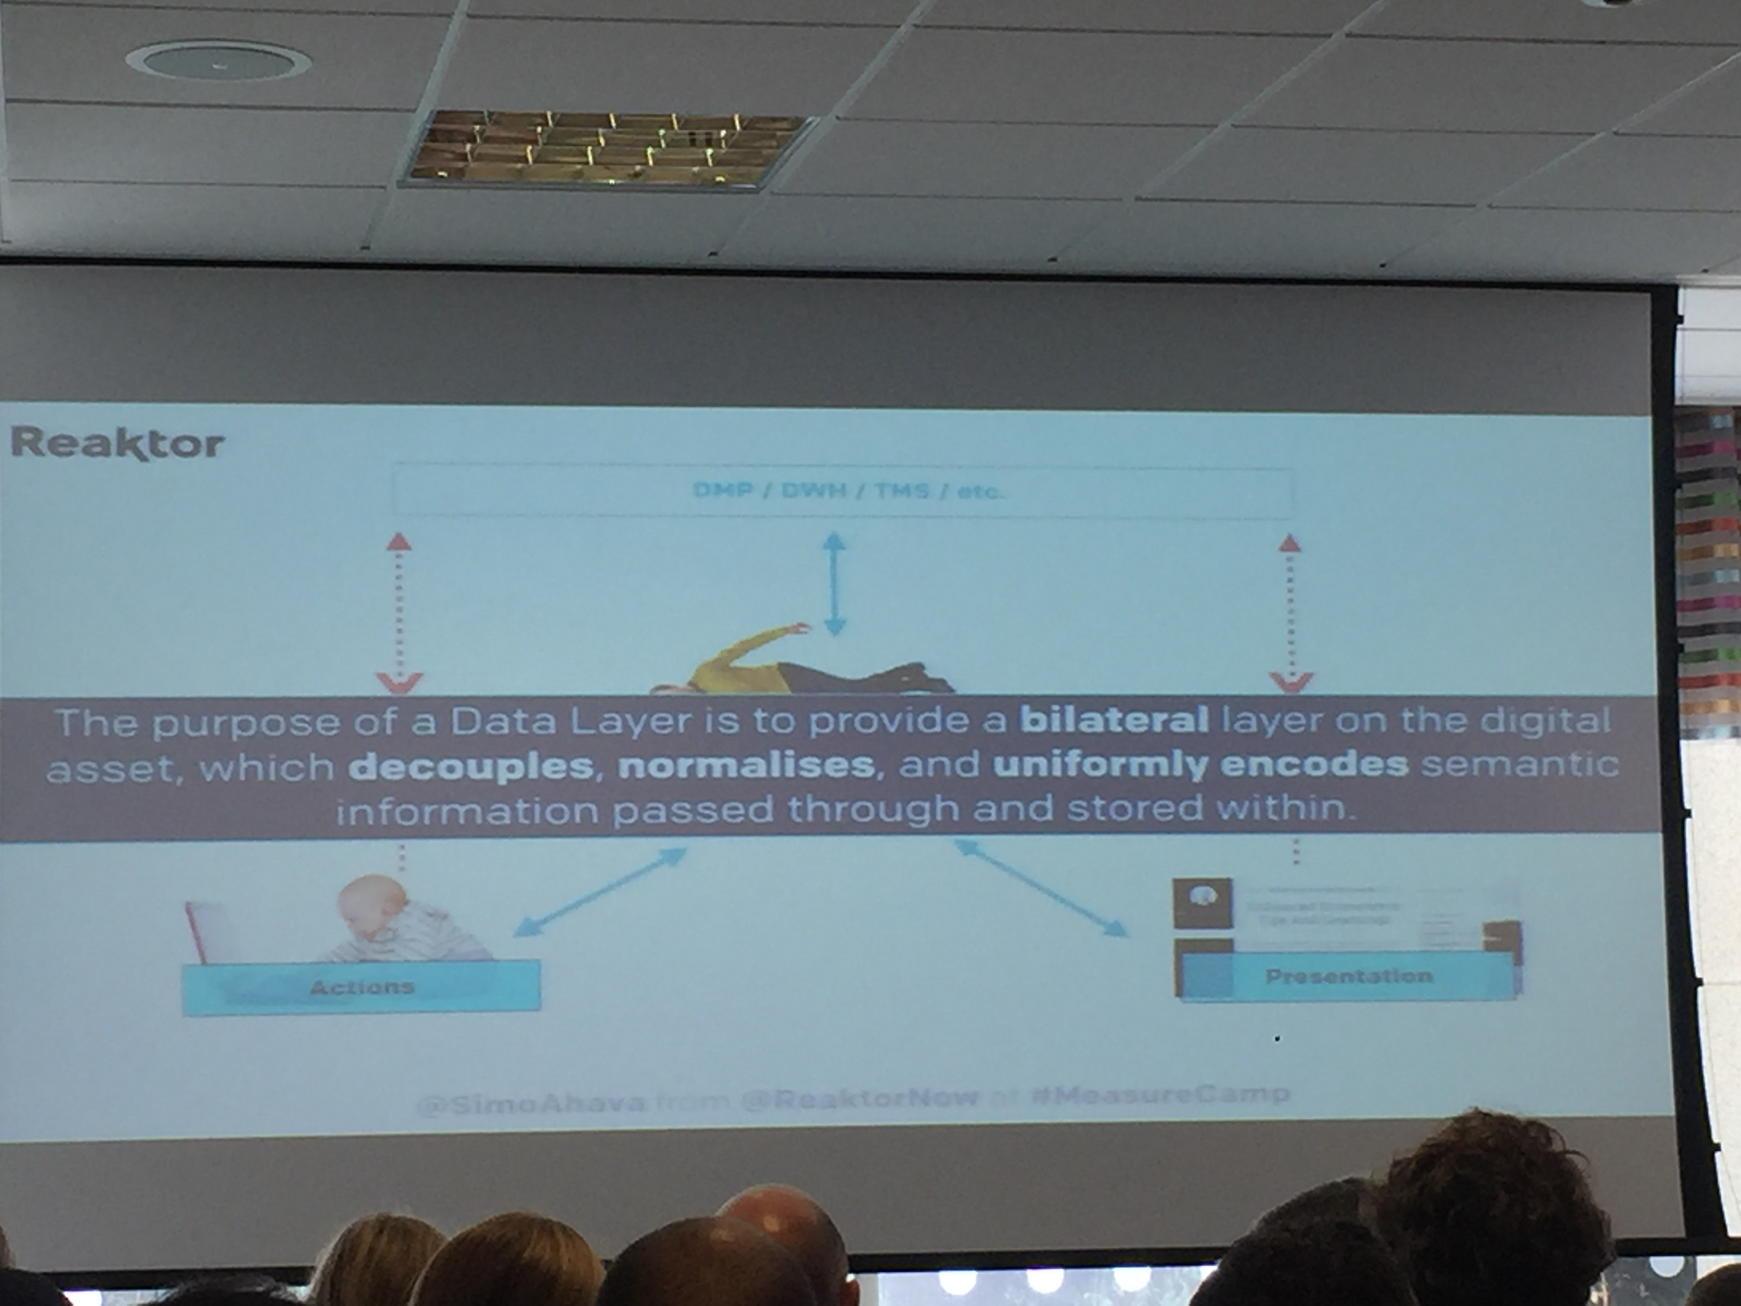 Reaktor
DMP / DWH / TMS / etc.
The purpose of a Data Layer is to provide a bilateral layer on the digital
asset, which decouples, normalises, and uniformly encodes semantic
information passed through and stored within.
Tips And
Actions
Presentation
@SimoAhava from @ReaktorNow at #MeasureCamp